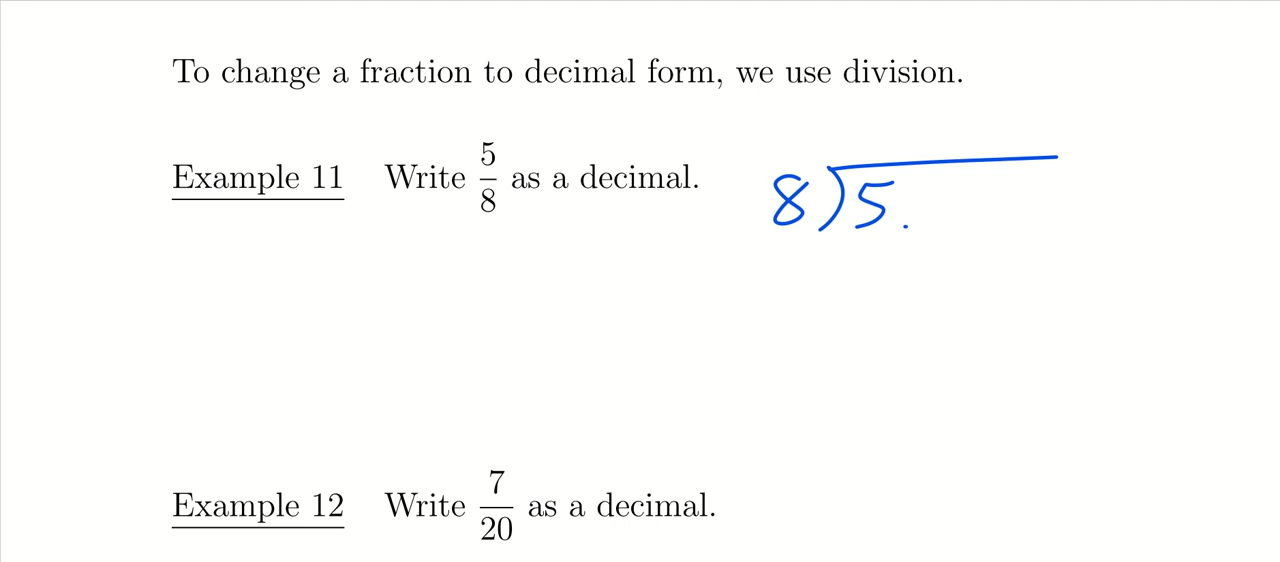 To change a fraction to decimal form, we use division.
Example 11 Write 5/8 as a decimal. 8)5.
Example 12 Write 7/20 as a decimal.